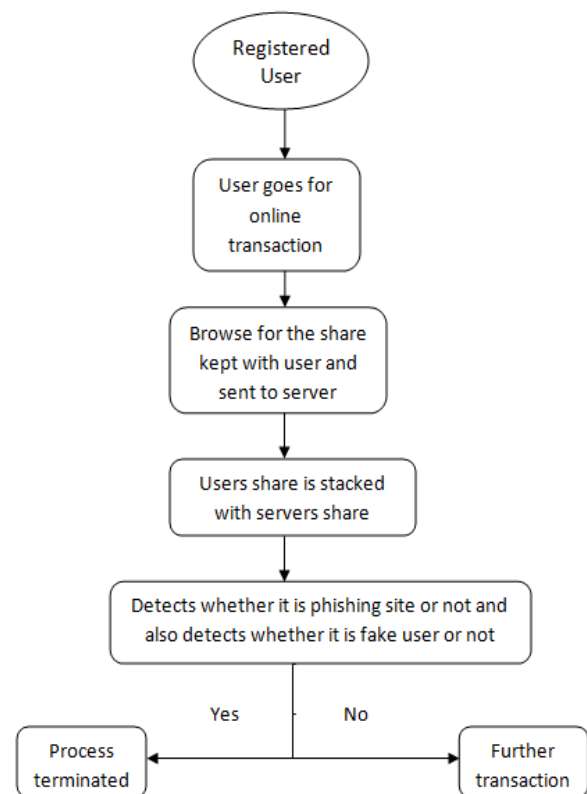 Registered
User
User goes for
online
transaction
Browse for the share
kept with user and
sent to server
Users share is stacked
with servers share
Detects whether it is phishing site or not and
also detects whether it is fake user or not
Yes
No
Process
terminated
Further
transaction